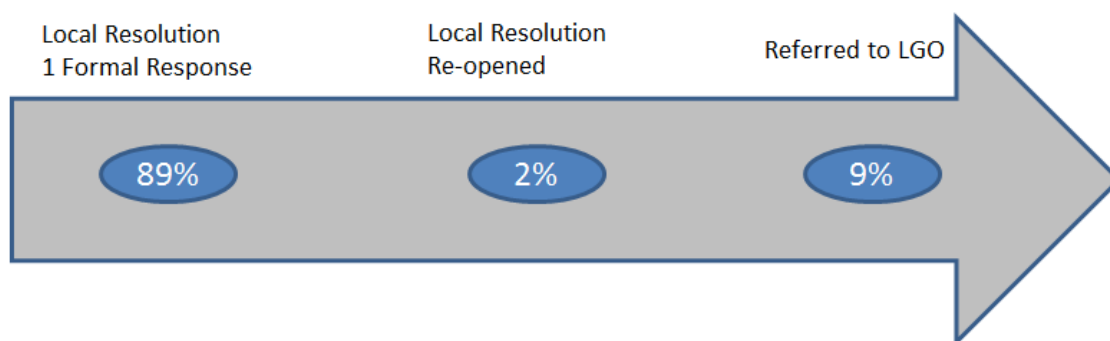 Local Resolution
1 Formal Response
Local Resolution
Re-opened
Referred to LGO
89%
2%
9%